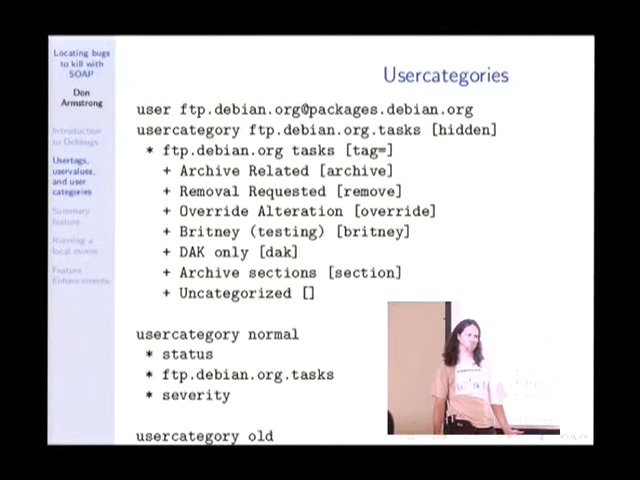 Locating bugs
to kill with
SOAP
Don
Armstrong
Introduction
to Debbugs
Usertags,
uservalues,
and user
categories
Summary
feature
Running a
local mirror
Feature
Enhancements
Usercategories
user ftp.debian.org@packages.debian.org
usercategory ftp.debian.org.tasks [hidden]
* ftp.debian.org tasks [tag=]
+ Archive Related [archive]
+ Removal Requested [remove]
+ Override Alteration [override]
+ Britney (testing) [britney]
+ DAK only [dak]
+ Archive sections [section]
+ Uncategorized []
usercategory normal
* status
* ftp.debian.org.tasks
* severity
usercategory old